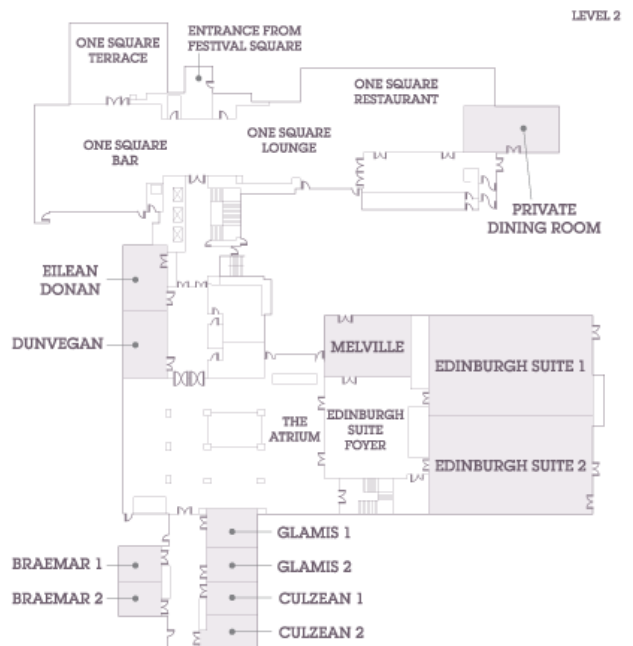 LEVEL 2
ENTRANCE FROM
FESTIVAL SQUARE
ONE SQUARE
TERRACE
ONE SQUARE
RESTAURANT
ONE SQUARE
BAR
ONE SQUARE
LOUNGE
PRIVATE
DINING ROOM
EILEAN
DONAN
DUNVEGAN
MELVILLE
EDINBURGH SUITE 1
THE
ATRIUM
EDINBURGH
SUITE
FOYER
EDINBURGH SUITE 2
GLAMIS 1
BRAEMAR 1
GLAMIS 2
BRAEMAR 2
CULZEAN 1
CULZEAN 2